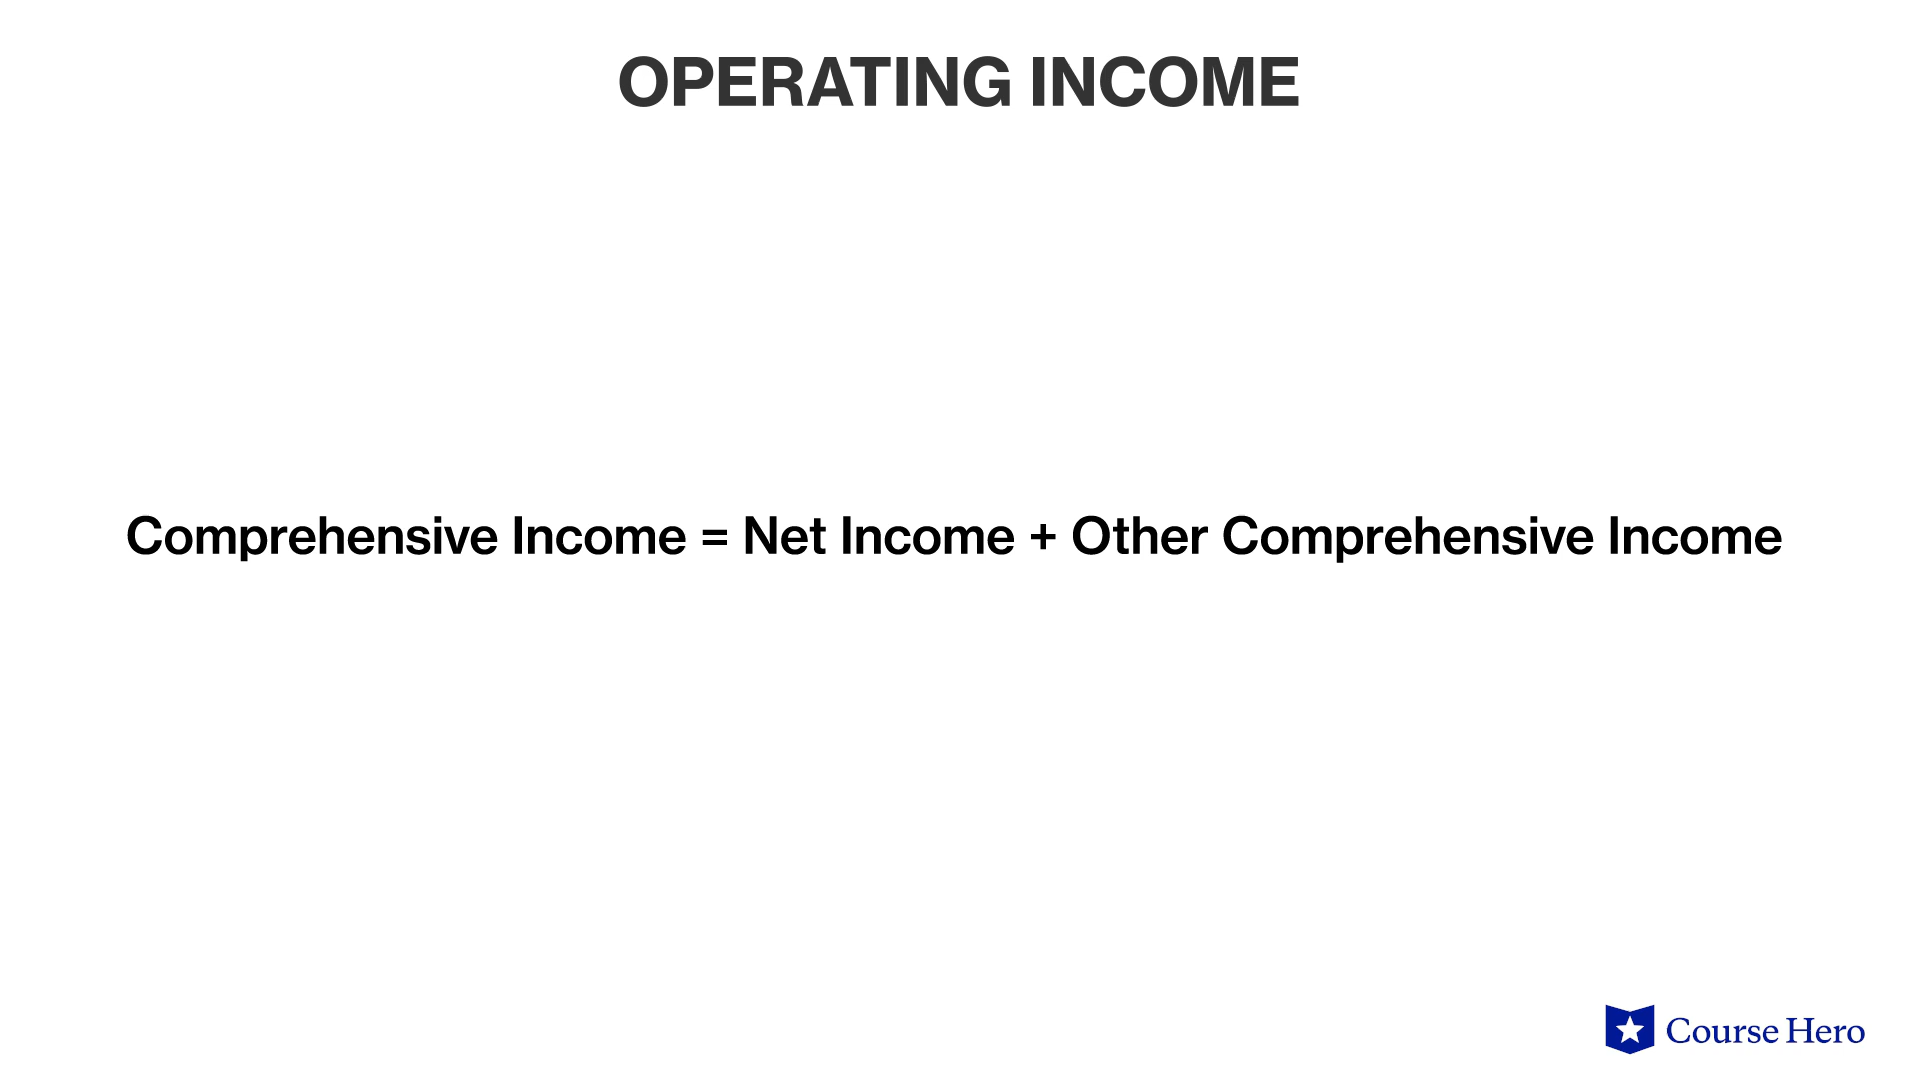 OPERATING INCOME
Comprehensive Income = Net Income + Other Comprehensive Income
Course Hero